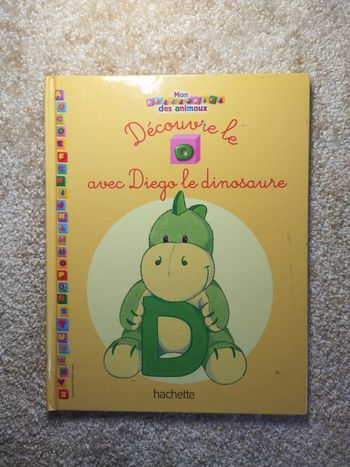 Mon
des animaux
Découvre le
D
avec Diego le dinosaure
D
hachette